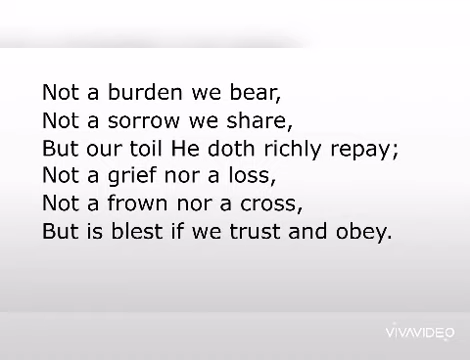 Not a burden we bear,
Not a sorrow we share,
But our toil He doth richly repay;
Not a grief nor a loss,
Not a frown nor a cross,
But is blest if we trust and obey.
VIVAVIDEO